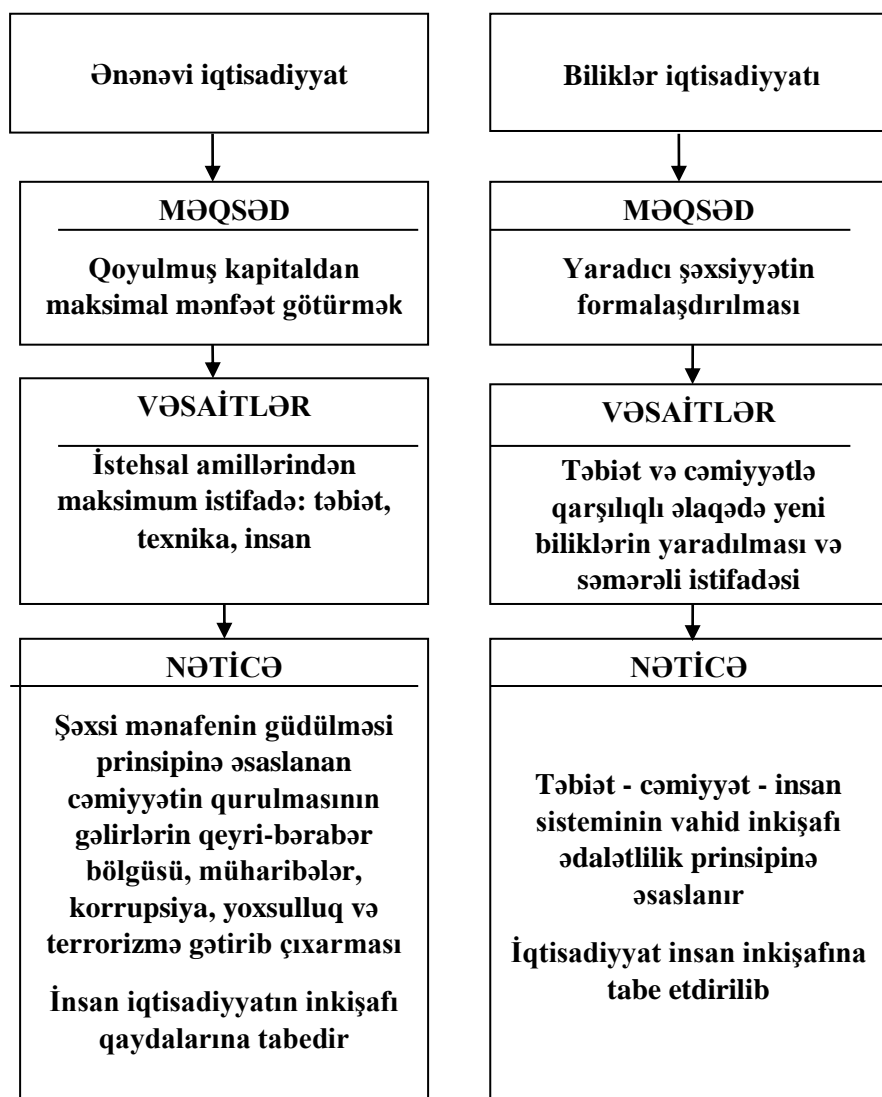 Ənənəvi iqtisadiyyat
MƏQSƏD
Qoyulmuş kapitaldan
maksimal mənfəət götürmək
VƏSAİTLƏR
İstehsal amillərindən
maksimum istifadə: təbiət,
texnika, insan
NƏTİCƏ
Şəxsi mənafenin güdülməsi
prinsipinə əsaslanan
cəmiyyətin qurulmasının
gəlirlərin qeyri-bərabər
bölgüsü, müharibələr,
korrupsiya, yoxsulluq və
terrorizmə gətirib çıxarması
İnsan iqtisadiyyatın inkişafı
qaydalarına tabedir
Biliklər iqtisadiyyatı
MƏQSƏD
Yaradıcı şəxsiyyətin
formalaşdırılması
VƏSAİTLƏR
Təbiət və cəmiyyətlə
qarşılıqlı əlaqədə yeni
biliklərin yaradılması və
səmərəli istifadəsi
NƏTİCƏ
Təbiət - cəmiyyət - insan
sisteminin vahid inkişafı
ədalətlilik prinsipinə
əsaslanır
İqtisadiyyat insan inkişafına
tabe etdirilib